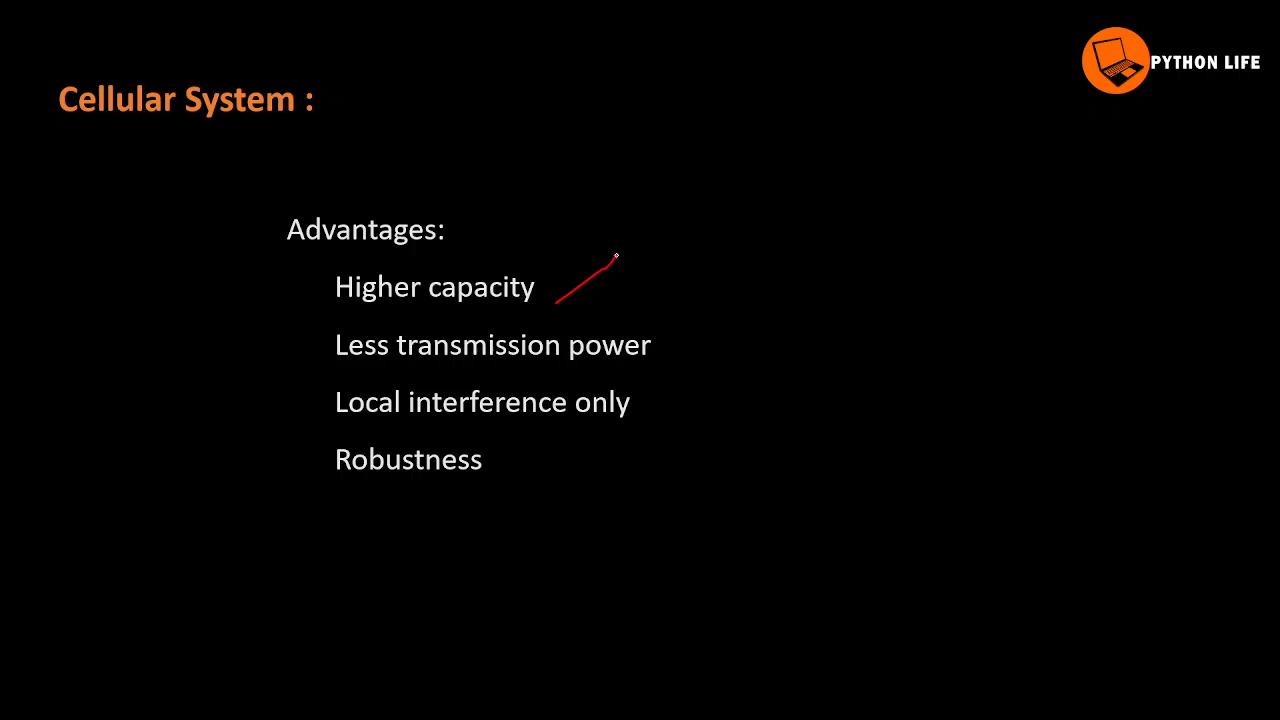 PYTHON LIFE
Cellular System :
Advantages:
Higher capacity
Less transmission power
Local interference only
Robustness